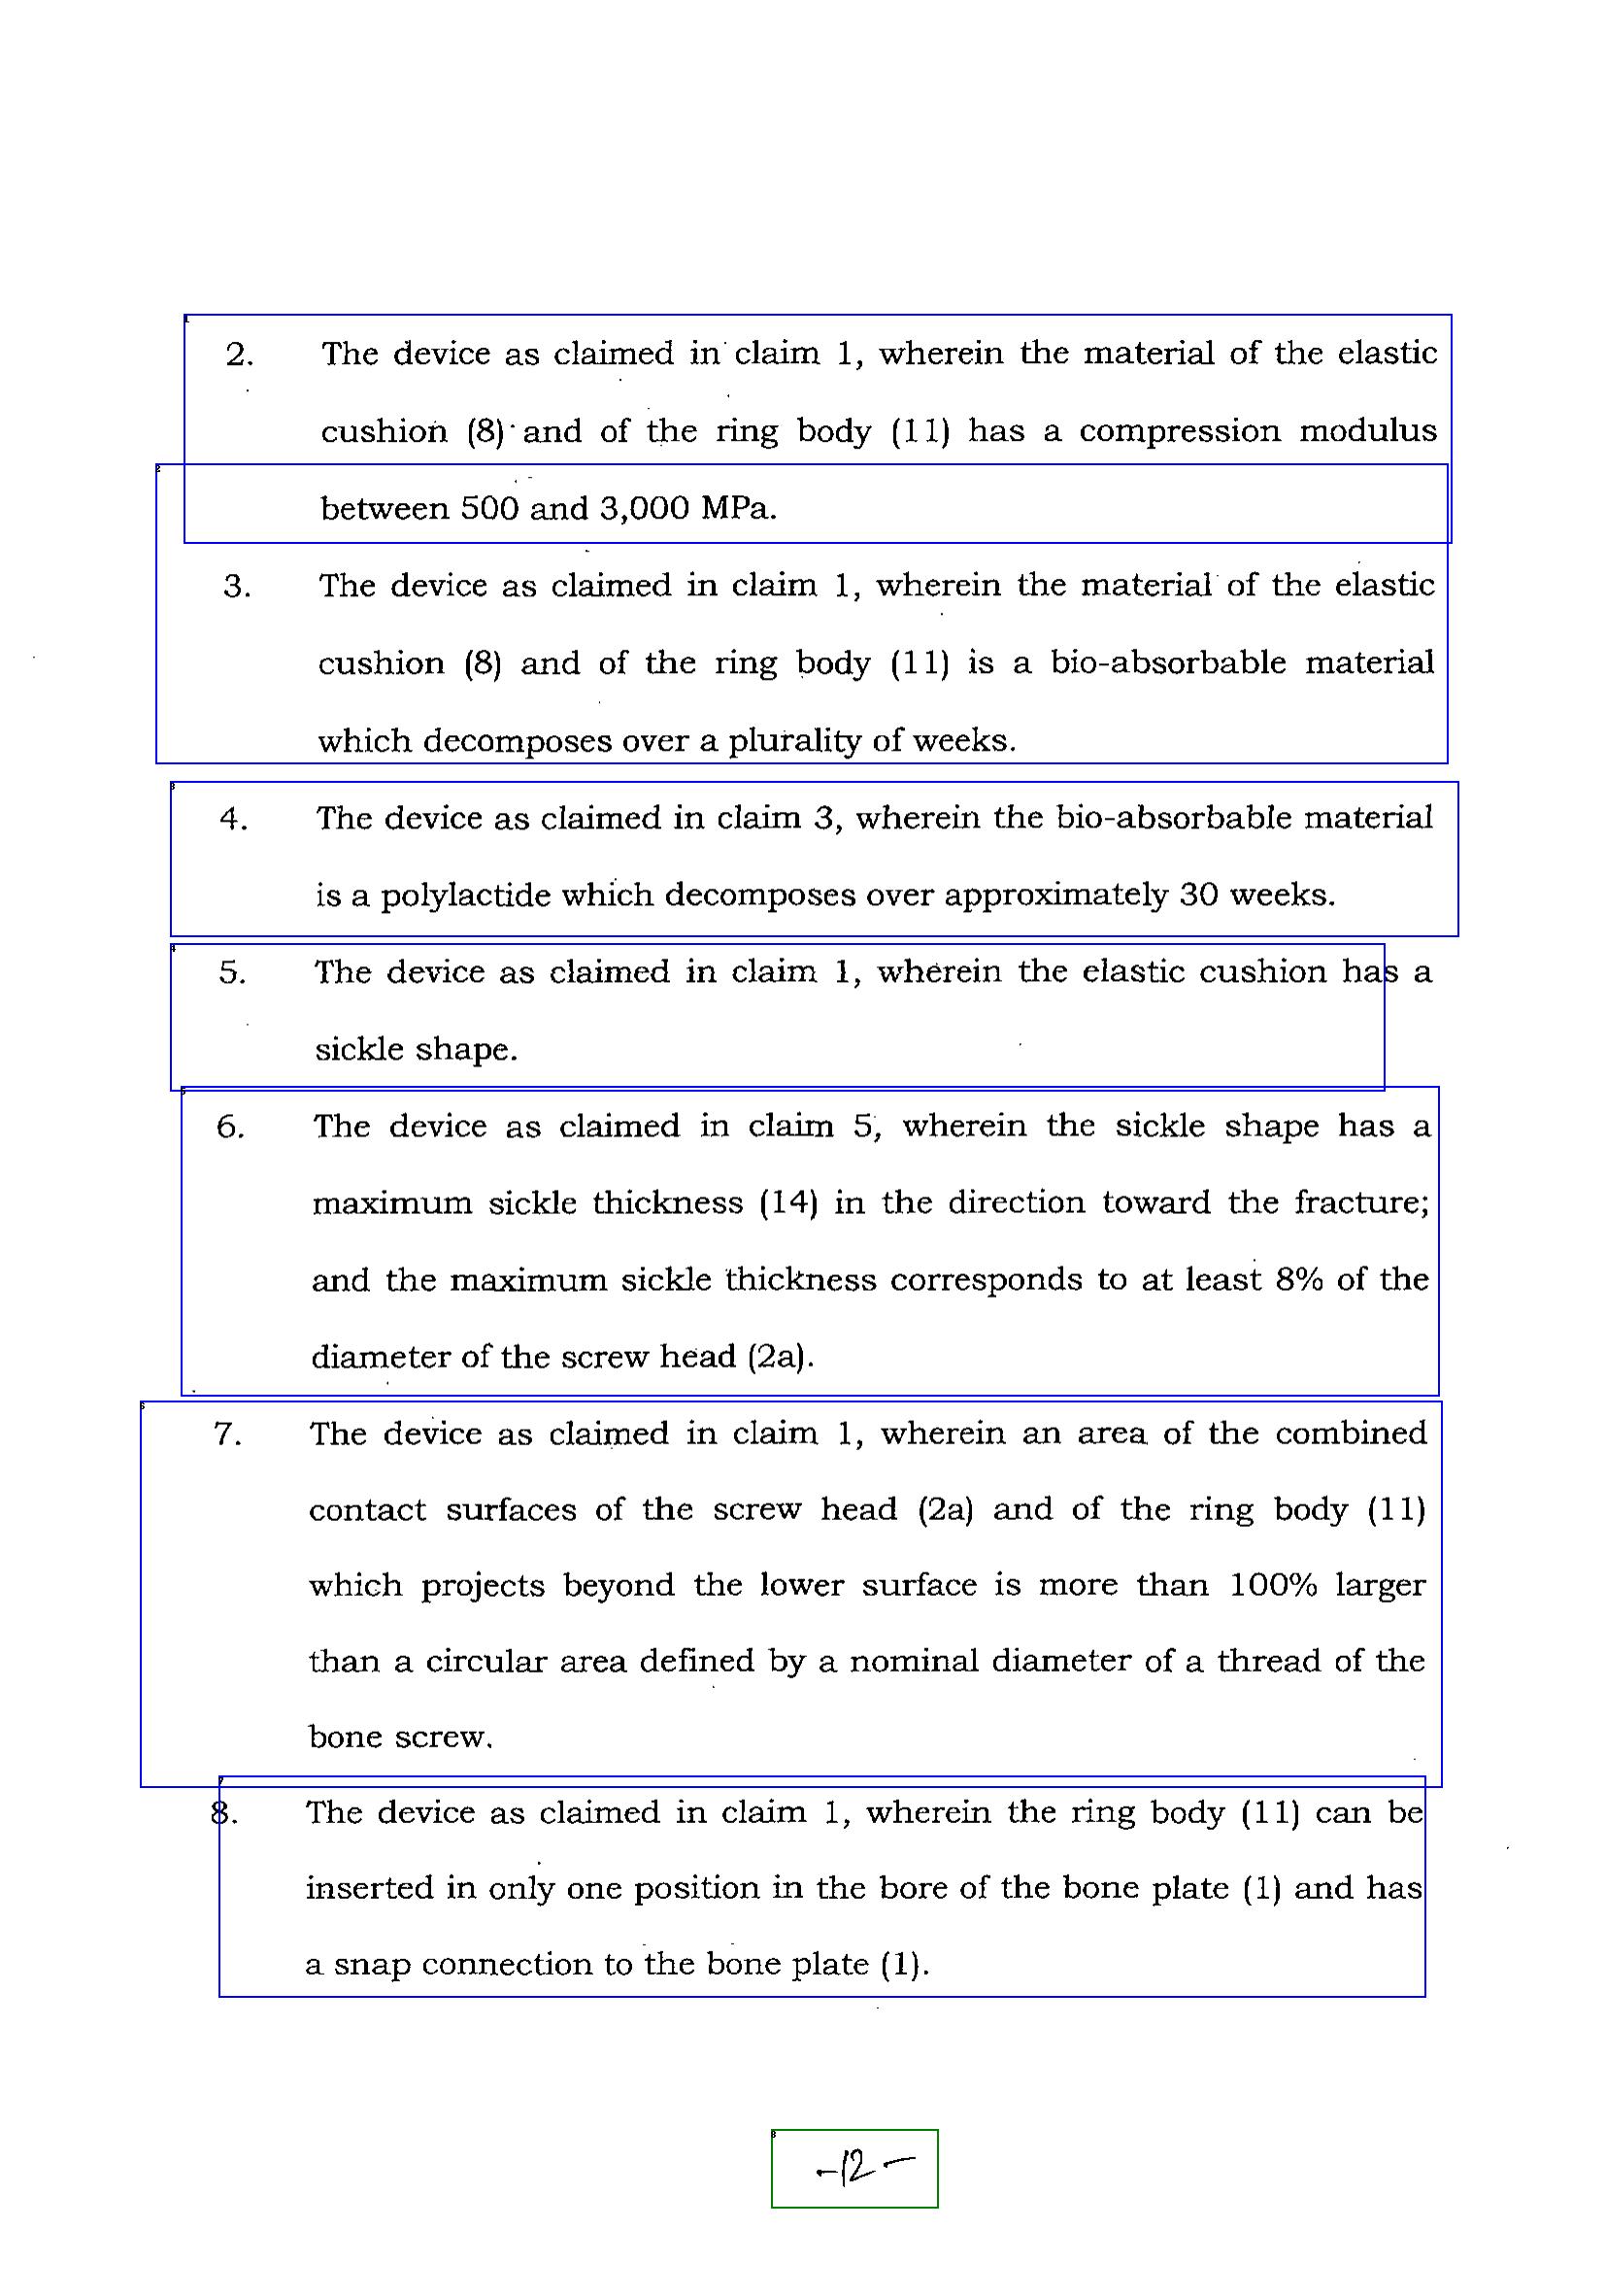 2. The device as claimed in claim 1, wherein the material of the elastic
cushion (8) and of the ring body (11) has a compression modulus
between 500 and 3,000 MPa.
3. The device as claimed in claim 1, wherein the material of the elastic
cushion (8) and of the ring body (11) is a bio-absorbable material
which decomposes over a plurality of weeks.
4. The device as claimed in claim 3, wherein the bio-absorbable material
is a polylactide which decomposes over approximately 30 weeks.
5. The device as claimed in claim 1, wherein the elastic cushion has a
sickle shape.
6. The device as claimed in claim 5, wherein the sickle shape has a
maximum sickle thickness (14) in the direction toward the fracture;
and the maximum sickle thickness corresponds to at least 8% of the
diameter of the screw head (2a).
7. The device as claimed in claim 1, wherein an area of the combined
contact surfaces of the screw head (2a) and of the ring body (11)
which projects beyond the lower surface is more than 100% larger
than a circular area defined by a nominal diameter of a thread of the
bone screw.
8. The device as claimed in claim 1, wherein the ring body (11) can be
inserted in only one position in the bore of the bone plate (1) and has
a snap connection to the bone plate (1).
-12-